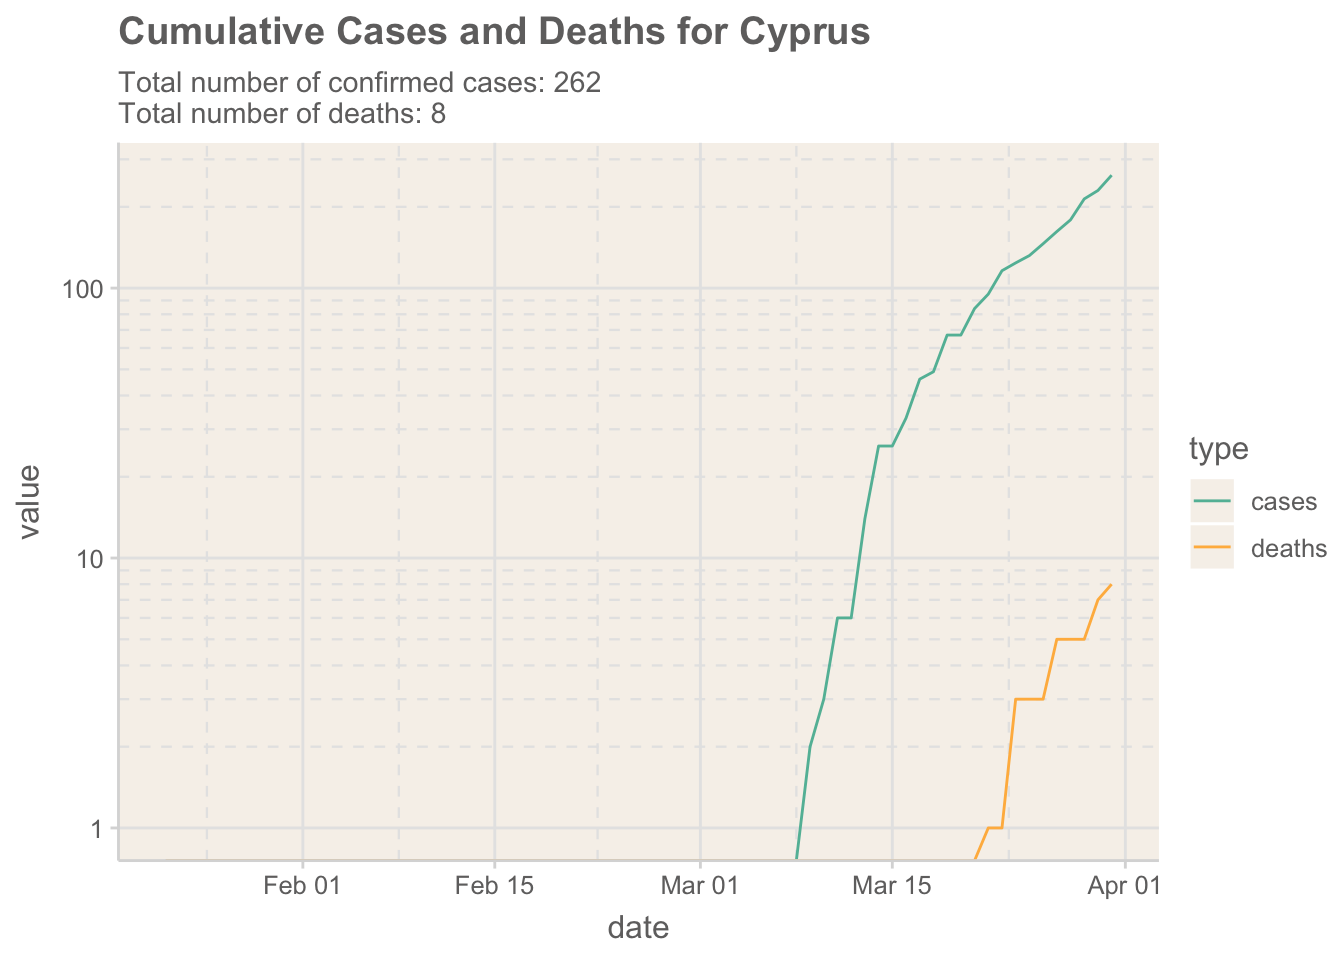 Cumulative Cases and Deaths for Cyprus
Total number of confirmed cases: 262
Total number of deaths: 8
value
100
10
1
Feb 01
Feb 15
Mar 01
Mar 15
Apr 01
date
type
cases
deaths